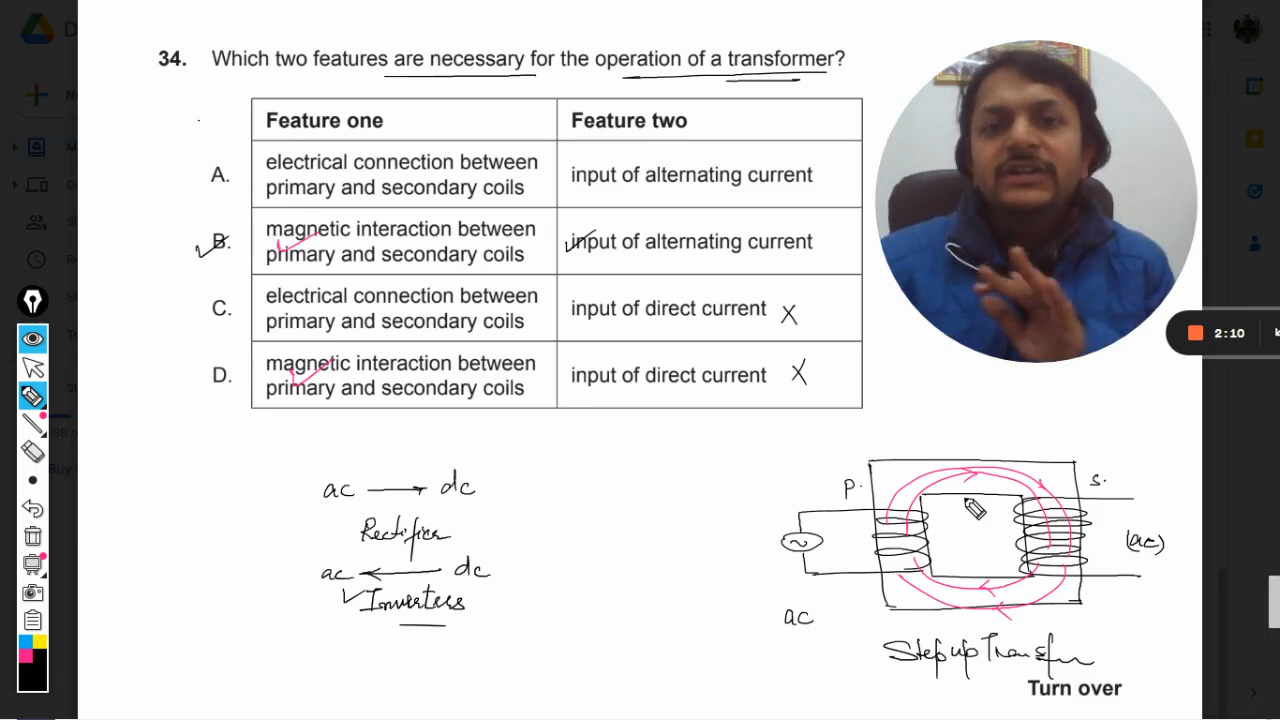 34. Which two features are necessary for the operation of a transformer?
Feature one Feature two
A. electrical connection between primary and secondary coils input of alternating current
B. magnetic interaction between primary and secondary coils input of alternating current
C. electrical connection between primary and secondary coils input of direct current X
D. magnetic interaction between primary and secondary coils input of direct current X
2:10
ac → dc
Rectifier
ac ← dc
Inverters
p. s.
~
(ac)
ac
Step up Transfr
Turn over